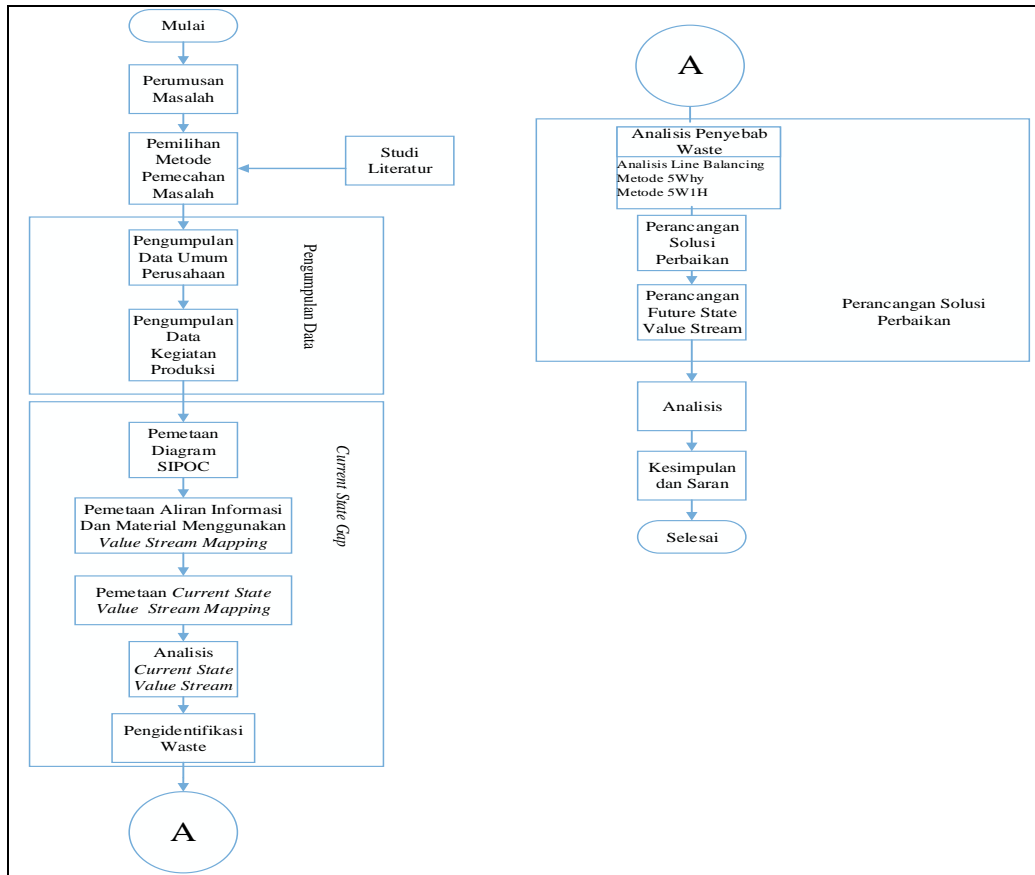 Mulai
Perumusan
Masalah
Pemilihan
Metode
Pemecahan
Masalah
Studi
Literatur
Pengumpulan
Data Umum
Perusahaan
Pengumpulan
Data
Kegiatan
Produksi
Pengumpulan Data
Pemetaan
Diagram
SIPOC
Pemetaan Aliran Informasi
Dan Material Menggunakan
Value Stream Mapping
Pemetaan Current State
Value Stream Mapping
Analisis
Current State
Value Stream
Pengidentifikasi
Waste
Current State Gap
A
A
Analisis Penyebab
Waste
Analisis Line Balancing
Metode 5Why
Metode 5W1H
Perancangan
Solusi
Perbaikan
Perancangan
Future State
Value Stream
Perancangan Solusi
Perbaikan
Analisis
Kesimpulan
dan Saran
Selesai